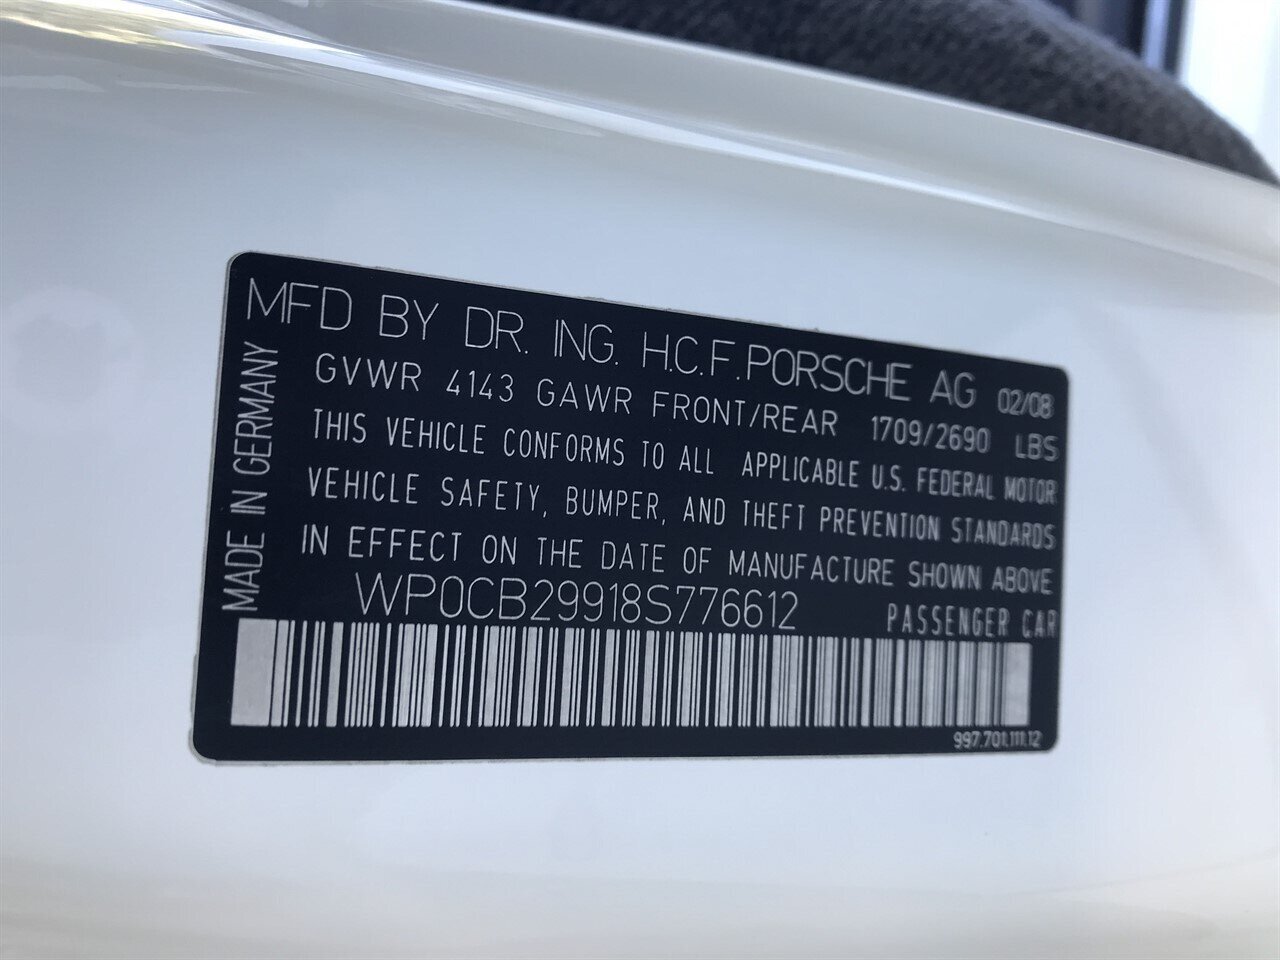 MFD BY DR. ING. H.C.F. PORSCHE AG 02/08
GVWR 4143 GAWR FRONT/REAR 1709/2690 LBS
THIS VEHICLE CONFORMS TO ALL APPLICABLE U.S. FEDERAL MOTOR
VEHICLE SAFETY, BUMPER, AND THEFT PREVENTION STANDARDS
IN EFFECT ON THE DATE OF MANUFACTURE SHOWN ABOVE
WP0CB29918S776612 PASSENGER CAR
MADE IN GERMANY
997.701.111.12